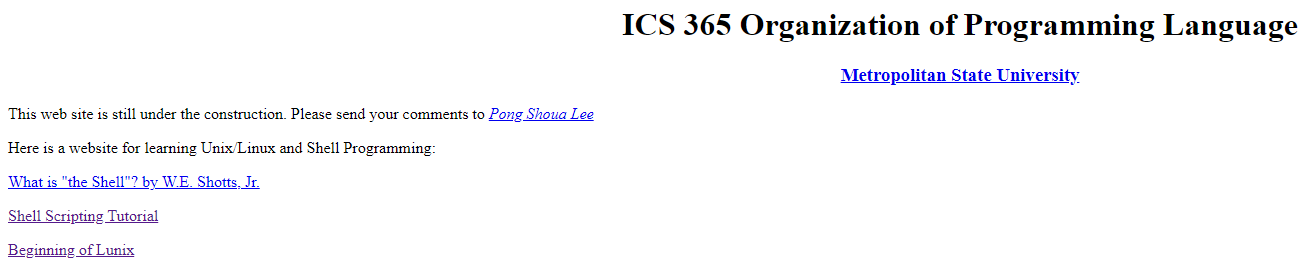 ICS 365 Organization of Programming Language
Metropolitan State University
This web site is still under the construction. Please send your comments to Pong Shoua Lee
Here is a website for learning Unix/Linux and Shell Programming:
What is "the Shell"? by W.E. Shotts, Jr.
Shell Scripting Tutorial
Beginning of Lunix